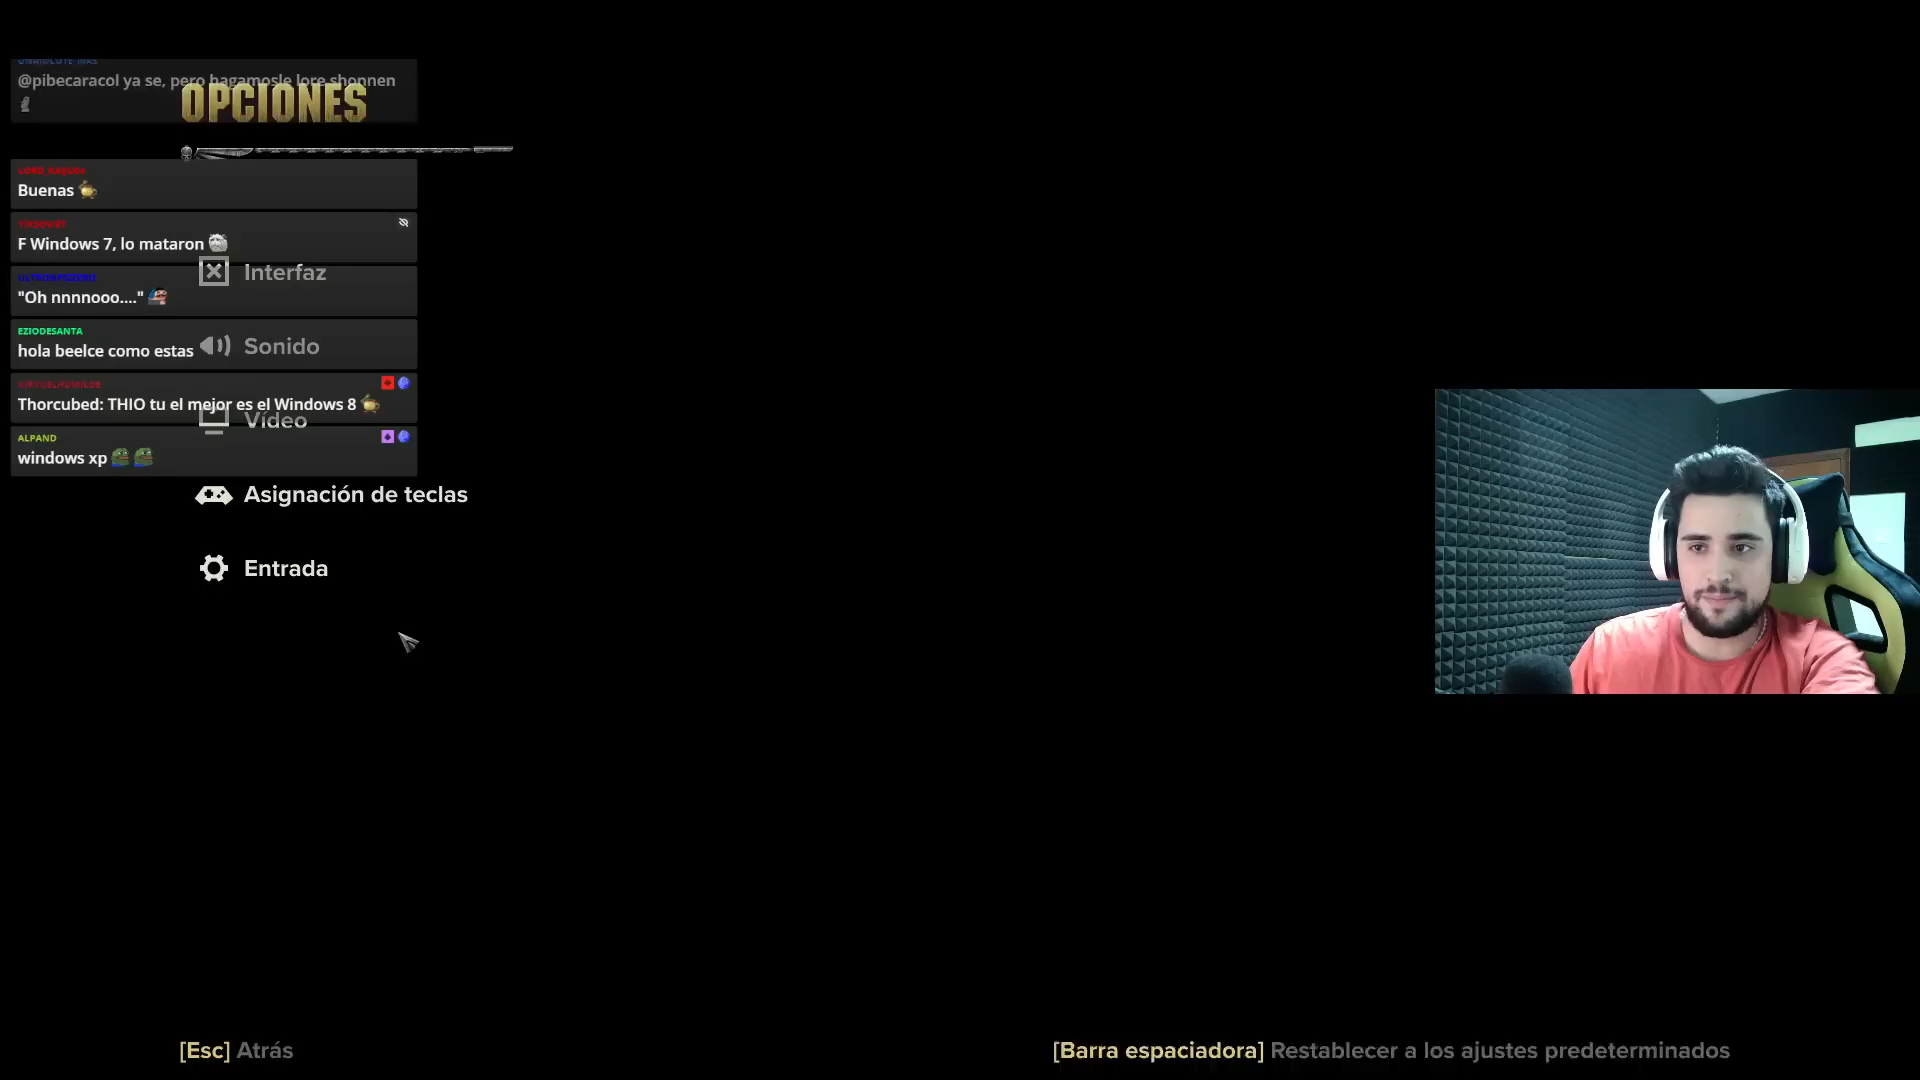 @pibecaracol ya se, pero hagamosle lore shonnen
OPCIONES
Buenas
F Windows 7, lo mataron
Interfaz
"Oh nnnnooo...."
EZIODESANTA
hola beelce como estas
Sonido
Thorcubed: THIO tu el mejor es el Windows 8
Vídeo
ALPAND
windows xp
Asignación de teclas
Entrada
[Esc] Atrás
[Barra espaciadora] Restablecer a los ajustes predeterminados